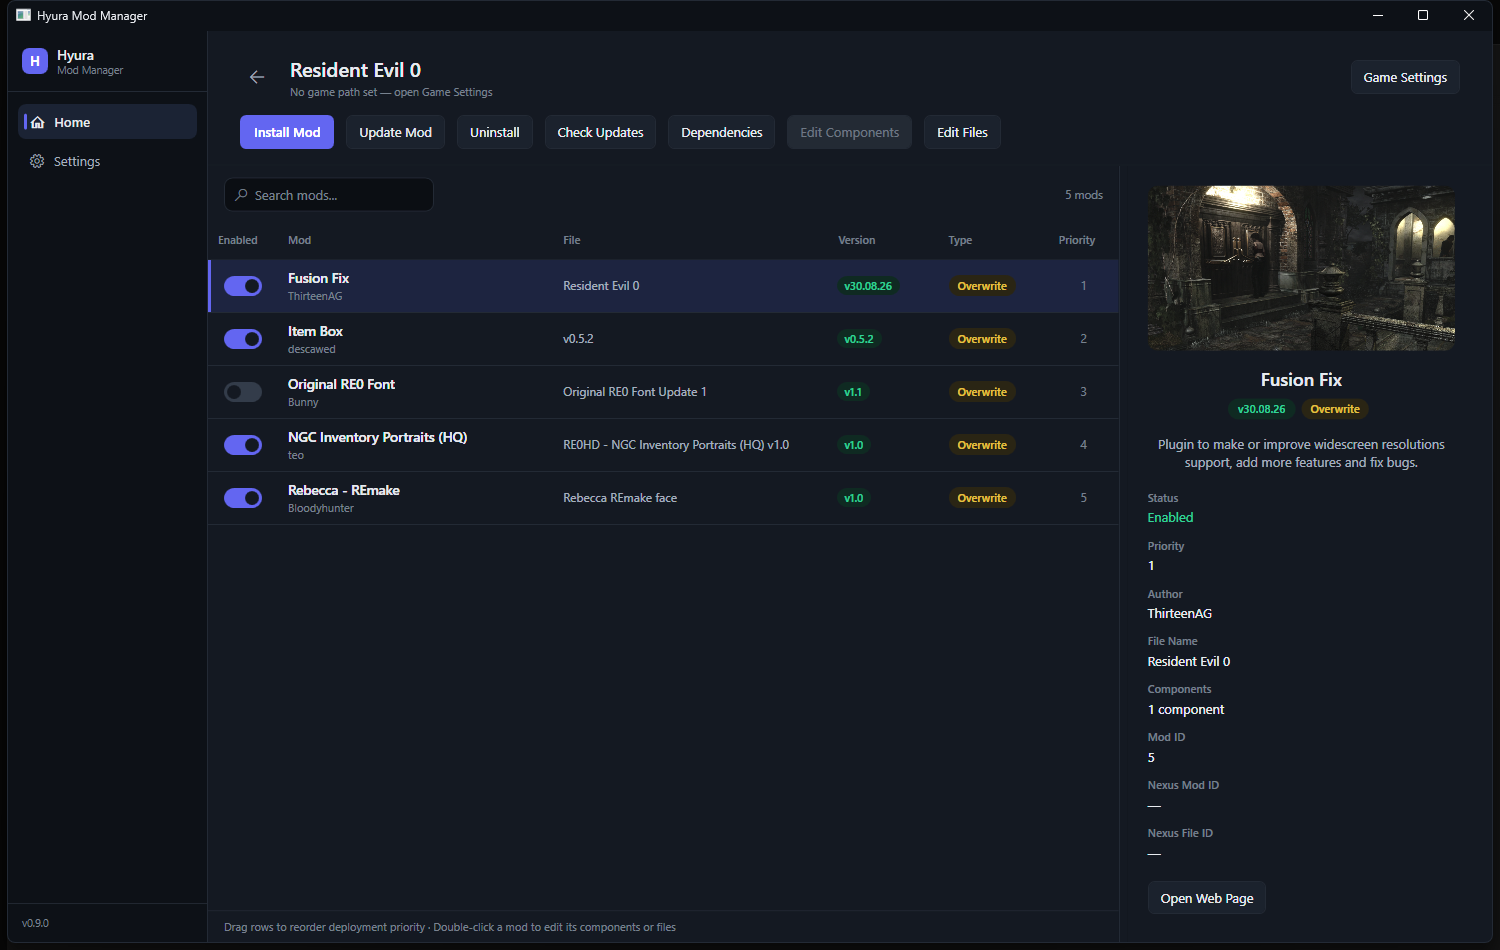 Hyura Mod Manager
H
Hyura
Mod Manager
Home
Settings
v0.9.0
Resident Evil 0
No game path set — open Game Settings
Game Settings
Install Mod
Update Mod
Uninstall
Check Updates
Dependencies
Edit Components
Edit Files
Search mods...
5 mods
Enabled Mod File Version Type Priority
Fusion Fix
ThirteenAG
Resident Evil 0 v30.08.26 Overwrite 1
Item Box
descawed
v0.5.2 v0.5.2 Overwrite 2
Original RE0 Font
Bunny
Original RE0 Font Update 1 v1.1 Overwrite 3
NGC Inventory Portraits (HQ)
teo
RE0HD - NGC Inventory Portraits (HQ) v1.0 v1.0 Overwrite 4
Rebecca - REmake
Bloodyhunter
Rebecca REmake face v1.0 Overwrite 5
Drag rows to reorder deployment priority · Double-click a mod to edit its components or files
Fusion Fix
v30.08.26 Overwrite
Plugin to make or improve widescreen resolutions
support, add more features and fix bugs.
Status
Enabled
Priority
1
Author
ThirteenAG
File Name
Resident Evil 0
Components
1 component
Mod ID
5
Nexus Mod ID
—
Nexus File ID
—
Open Web Page